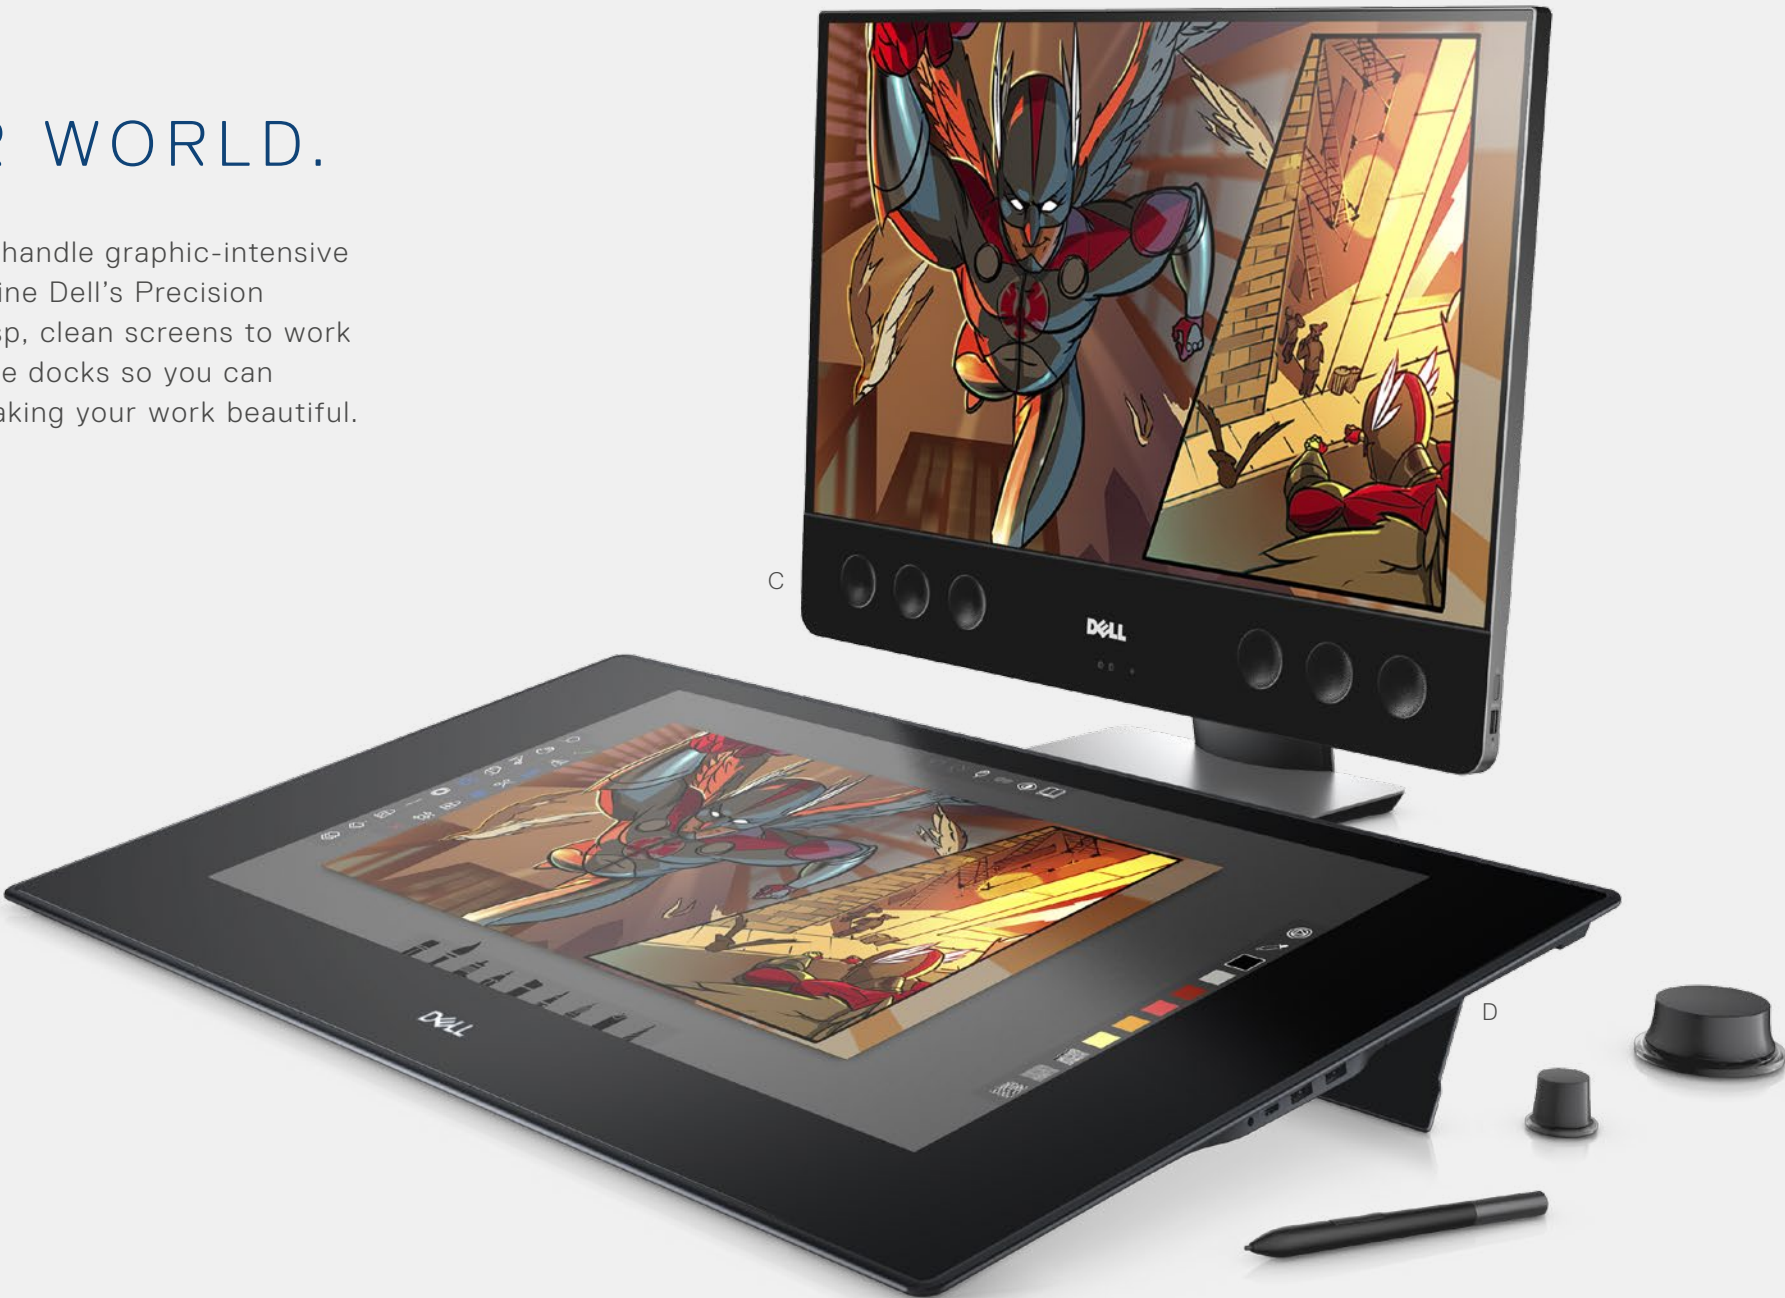 WORLD.
handle graphic-intensive
ine Dell's Precision
sp, clean screens to work
e docks so you can
aking your work beautiful.
C
DELL
DELL
D